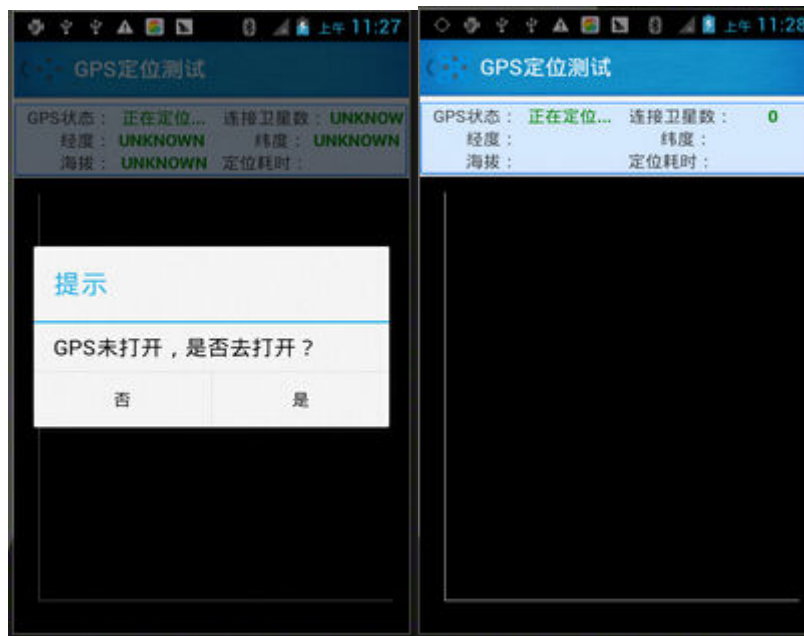 上午 11:27
GPS定位测试
GPS状态： 正在定位... 连接卫星数： UNKNOW
经度： UNKNOWN 纬度： UNKNOWN
海拔： UNKNOWN 定位耗时：
提示
GPS未打开，是否去打开？
否 是
上午 11:28
GPS定位测试
GPS状态： 正在定位... 连接卫星数： 0
经度： 纬度：
海拔： 定位耗时：